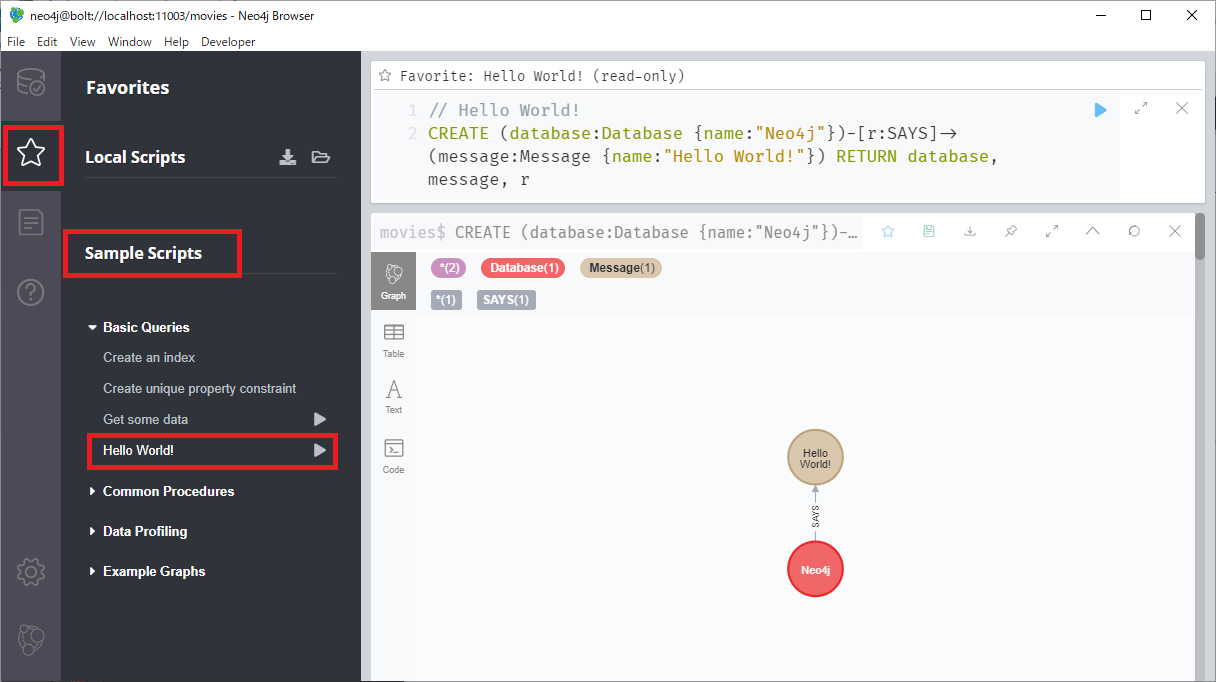 neo4j@bolt://localhost:11003/movies - Neo4j Browser
File Edit View Window Help Developer
Favorites
Local Scripts
Sample Scripts
Basic Queries
Create an index
Create unique property constraint
Get some data
Hello World!
Common Procedures
Data Profiling
Example Graphs
Favorite: Hello World! (read-only)
1 // Hello World!
2 CREATE (database:Database {name:"Neo4j"})-[r:SAYS]->
(message:Message {name:"Hello World!"}) RETURN database,
message, r
movies$ CREATE (database:Database {name:"Neo4j"})-…
Graph
Table
Text
Code
*(2) Database(1) Message(1)
*(1) SAYS(1)
Hello
World!
SAYS
Neo4j